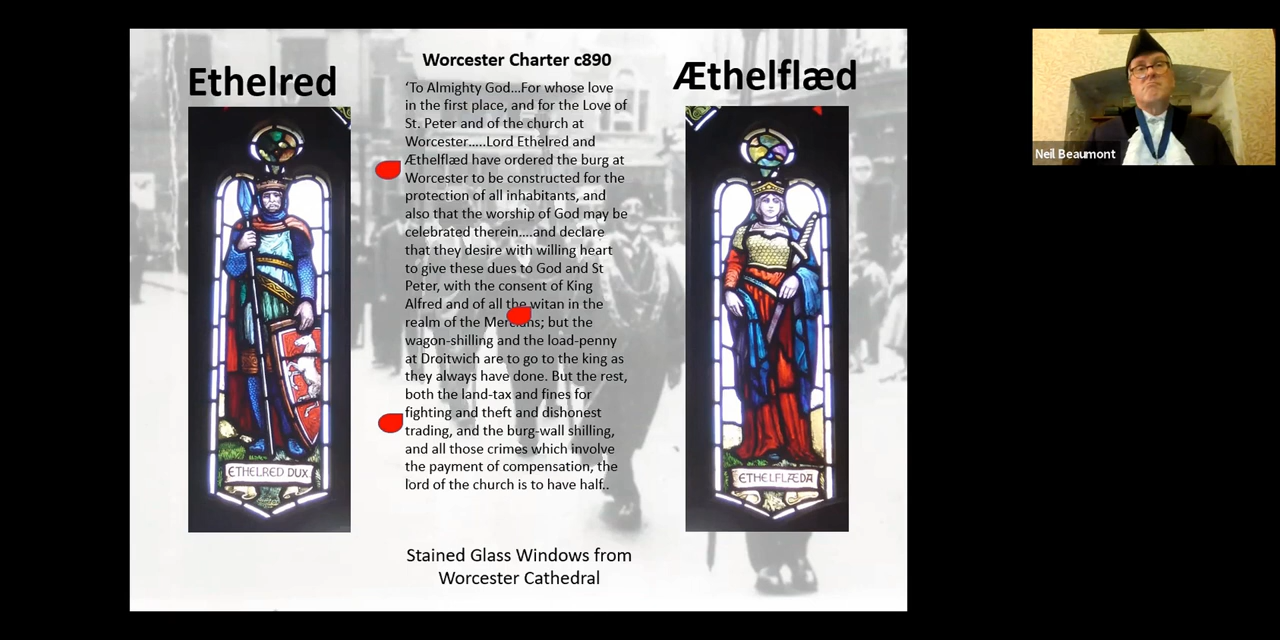 Ethelred
ETHELRED DUX
Worcester Charter c890
‘To Almighty God...For whose love
in the first place, and for the Love of
St. Peter and of the church at
Worcester.....Lord Ethelred and
Æthelflæd have ordered the burg at
Worcester to be constructed for the
protection of all inhabitants, and
also that the worship of God may be
celebrated therein....and declare
that they desire with willing heart
to give these dues to God and St
Peter, with the consent of King
Alfred and of all the witan in the
realm of the Mercians; but the
wagon-shilling and the load-penny
at Droitwich are to go to the king as
they always have done. But the rest,
both the land-tax and fines for
fighting and theft and dishonest
trading, and the burg-wall shilling,
and all those crimes which involve
the payment of compensation, the
lord of the church is to have half..
Stained Glass Windows from
Worcester Cathedral
Æthelflæd
ETHELFLÆDA
Neil Beaumont